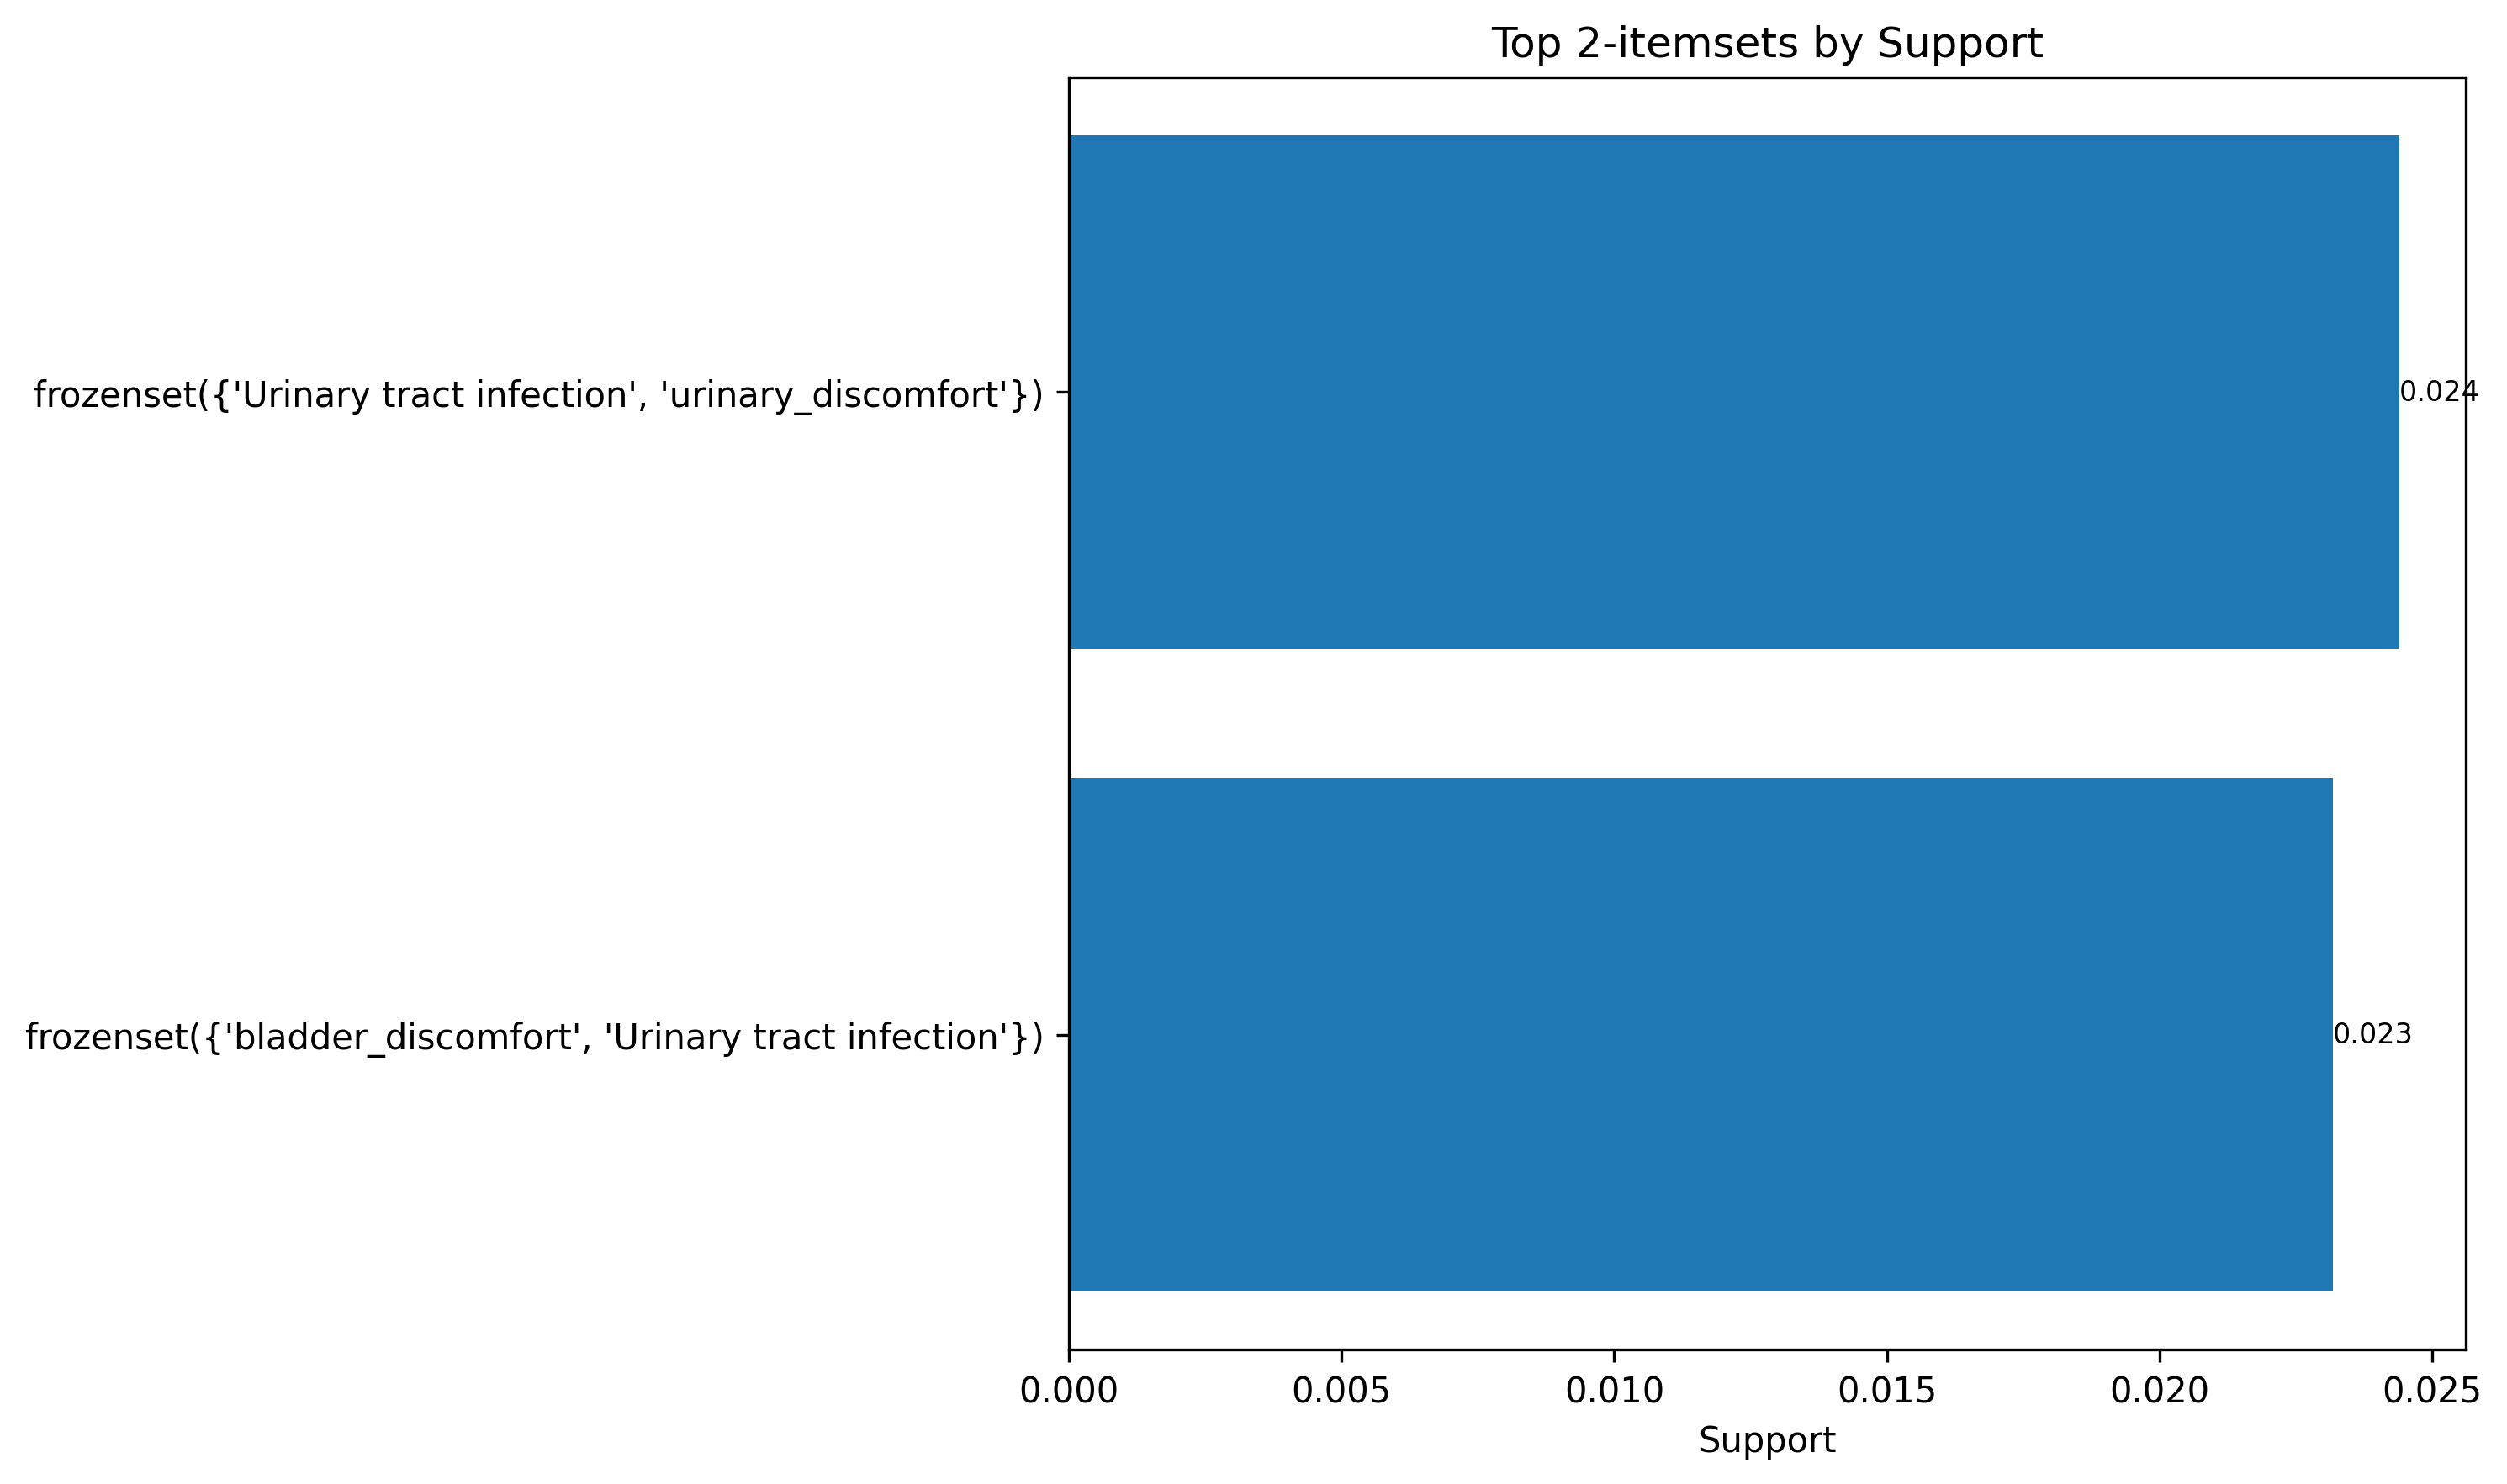 Top 2-itemsets by Support
frozenset({'Urinary tract infection', 'urinary_discomfort'})
0.024
frozenset({'bladder_discomfort', 'Urinary tract infection'})
0.023
0.000 0.005 0.010 0.015 0.020 0.025
Support